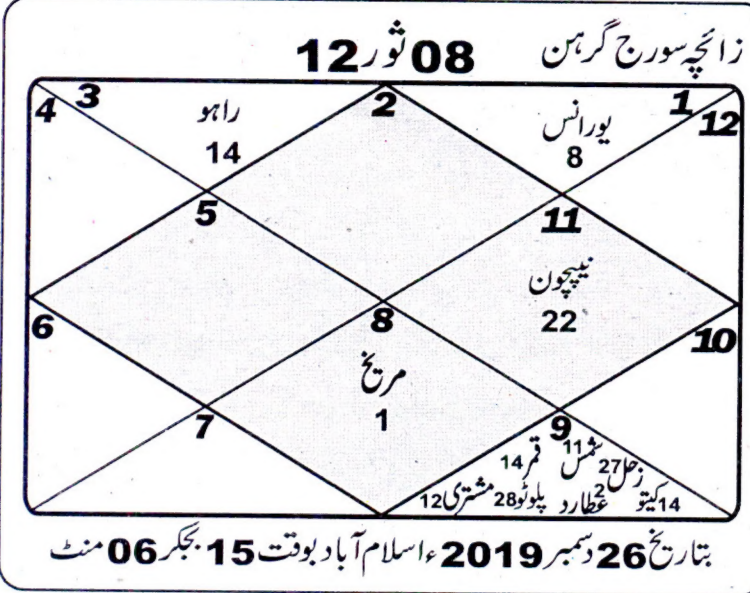 زائچہ سورج گرہن
08 ثور 12
3
4
راہو
14
2
یورانس
8
1
12
5
11
نیپچون
22
6
8
10
مریخ
1
7
9
قمر 14
شمس 11
زحل 27
مشتری 12
پلوٹو 28
عطارد 2
کیتو 14
بتاریخ 26 دسمبر 2019ء اسلام آباد بوقت 15 بجکر 06 منٹ